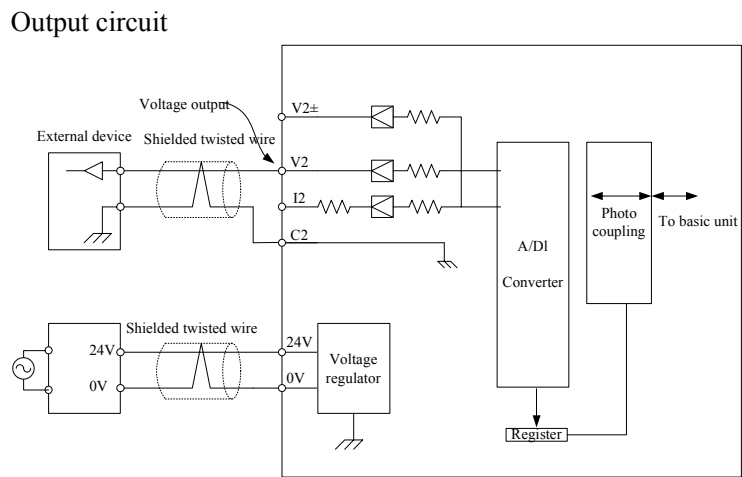 Output circuit
Voltage output
V2±
External device
Shielded twisted wire
V2
I2
C2
A/D1
Converter
Photo
coupling
To basic unit
Shielded twisted wire
24V
0V
24V
0V
Voltage
regulator
Register